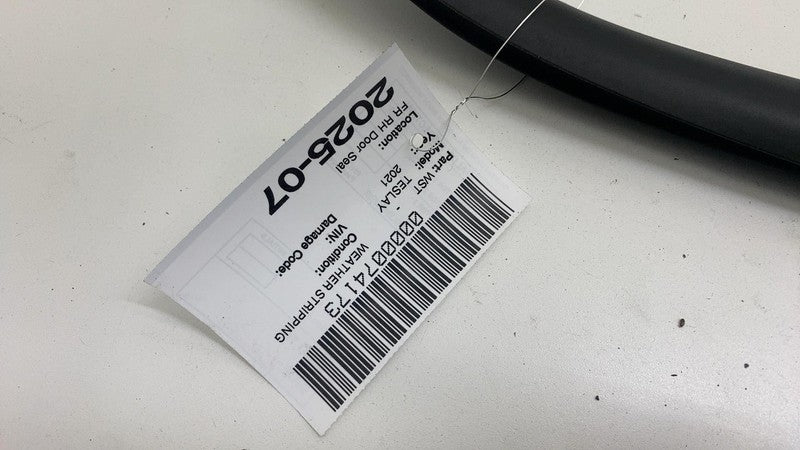 0000074173
Part: WST
WEATHER STRIPPING
Model: TESLAY
Condition:
Year: 2021
VIN:
Location:
Damage Code:
FR RH Door Seal
2025-07